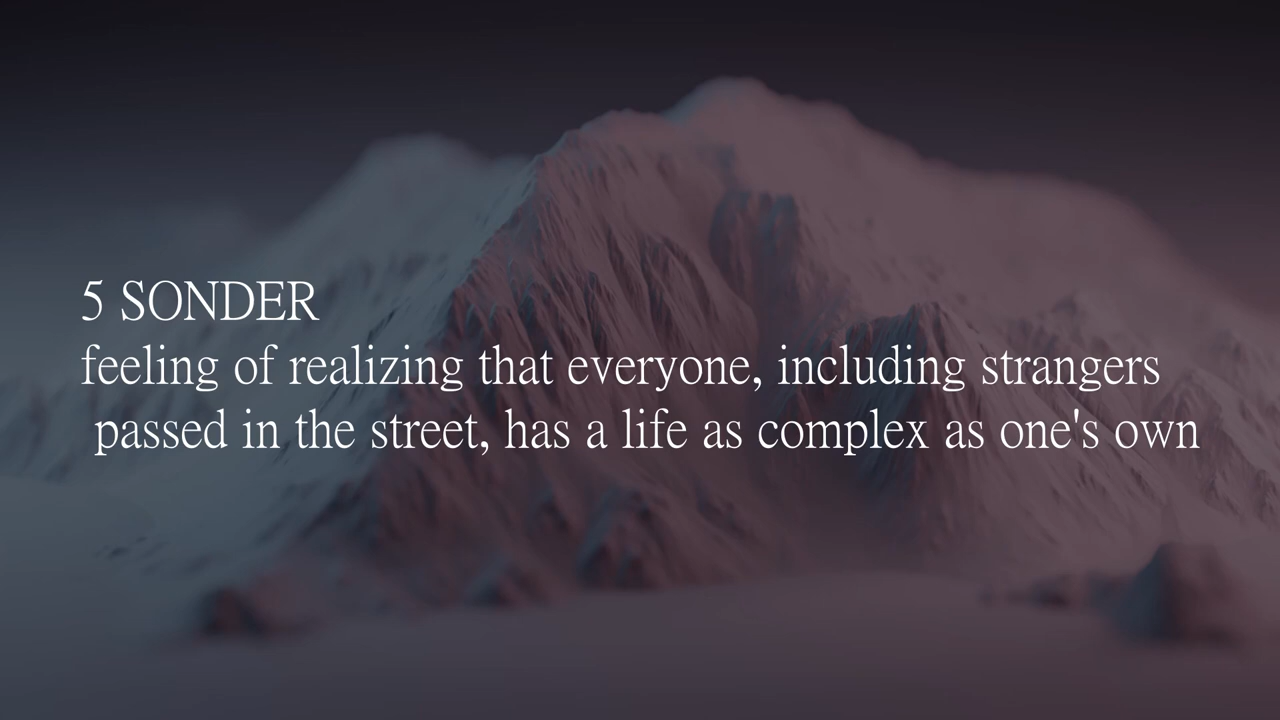 5 SONDER
feeling of realizing that everyone, including strangers
passed in the street, has a life as complex as one's own